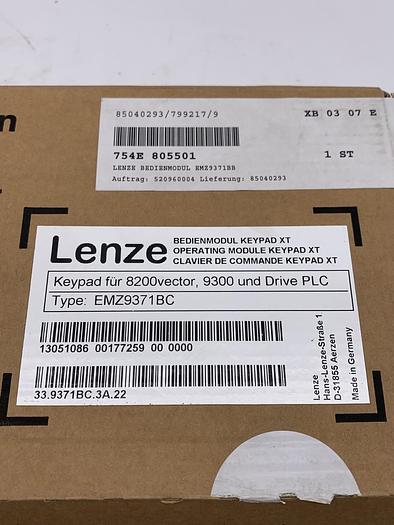 n
85040293/799217/9
XB 03 07 E
754E 805501
1 ST
LENZE BEDIENMODUL EMZ9371BB
Auftrag: 520960004 Lieferung: 85040293
Lenze
BEDIENMODUL KEYPAD XT
OPERATING MODULE KEYPAD XT
CLAVIER DE COMMANDE KEYPAD XT
Keypad für 8200vector, 9300 und Drive PLC
Type: EMZ9371BC
13051086 00177259 00 0000
33.9371BC.3A.22
Lenze
Hans-Lenze-Straße 1
D-31855 Aerzen
Made in Germany